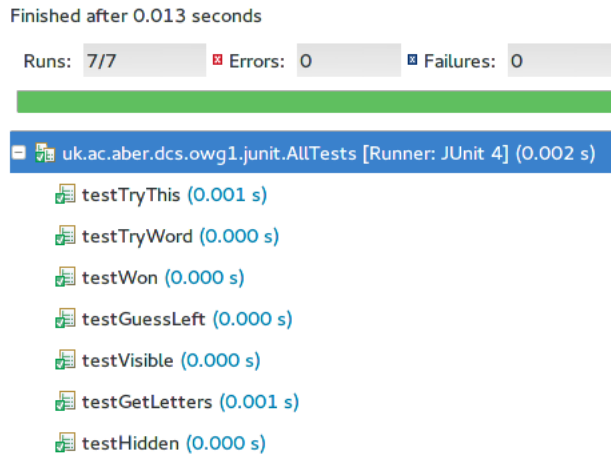 Finished after 0.013 seconds
Runs: 7/7 Errors: 0 Failures: 0
uk.ac.aber.dcs.owg1.junit.AllTests [Runner: JUnit 4] (0.002 s)
testTryThis (0.001 s)
testTryWord (0.000 s)
testWon (0.000 s)
testGuessLeft (0.000 s)
testVisible (0.000 s)
testGetLetters (0.001 s)
testHidden (0.000 s)